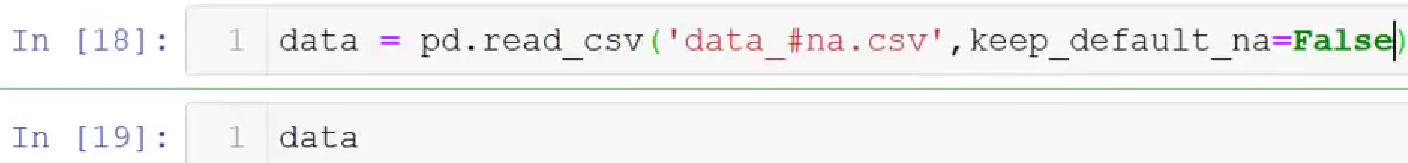 In [18]: 1 data = pd.read_csv('data_#na.csv',keep_default_na=False)
In [19]: 1 data